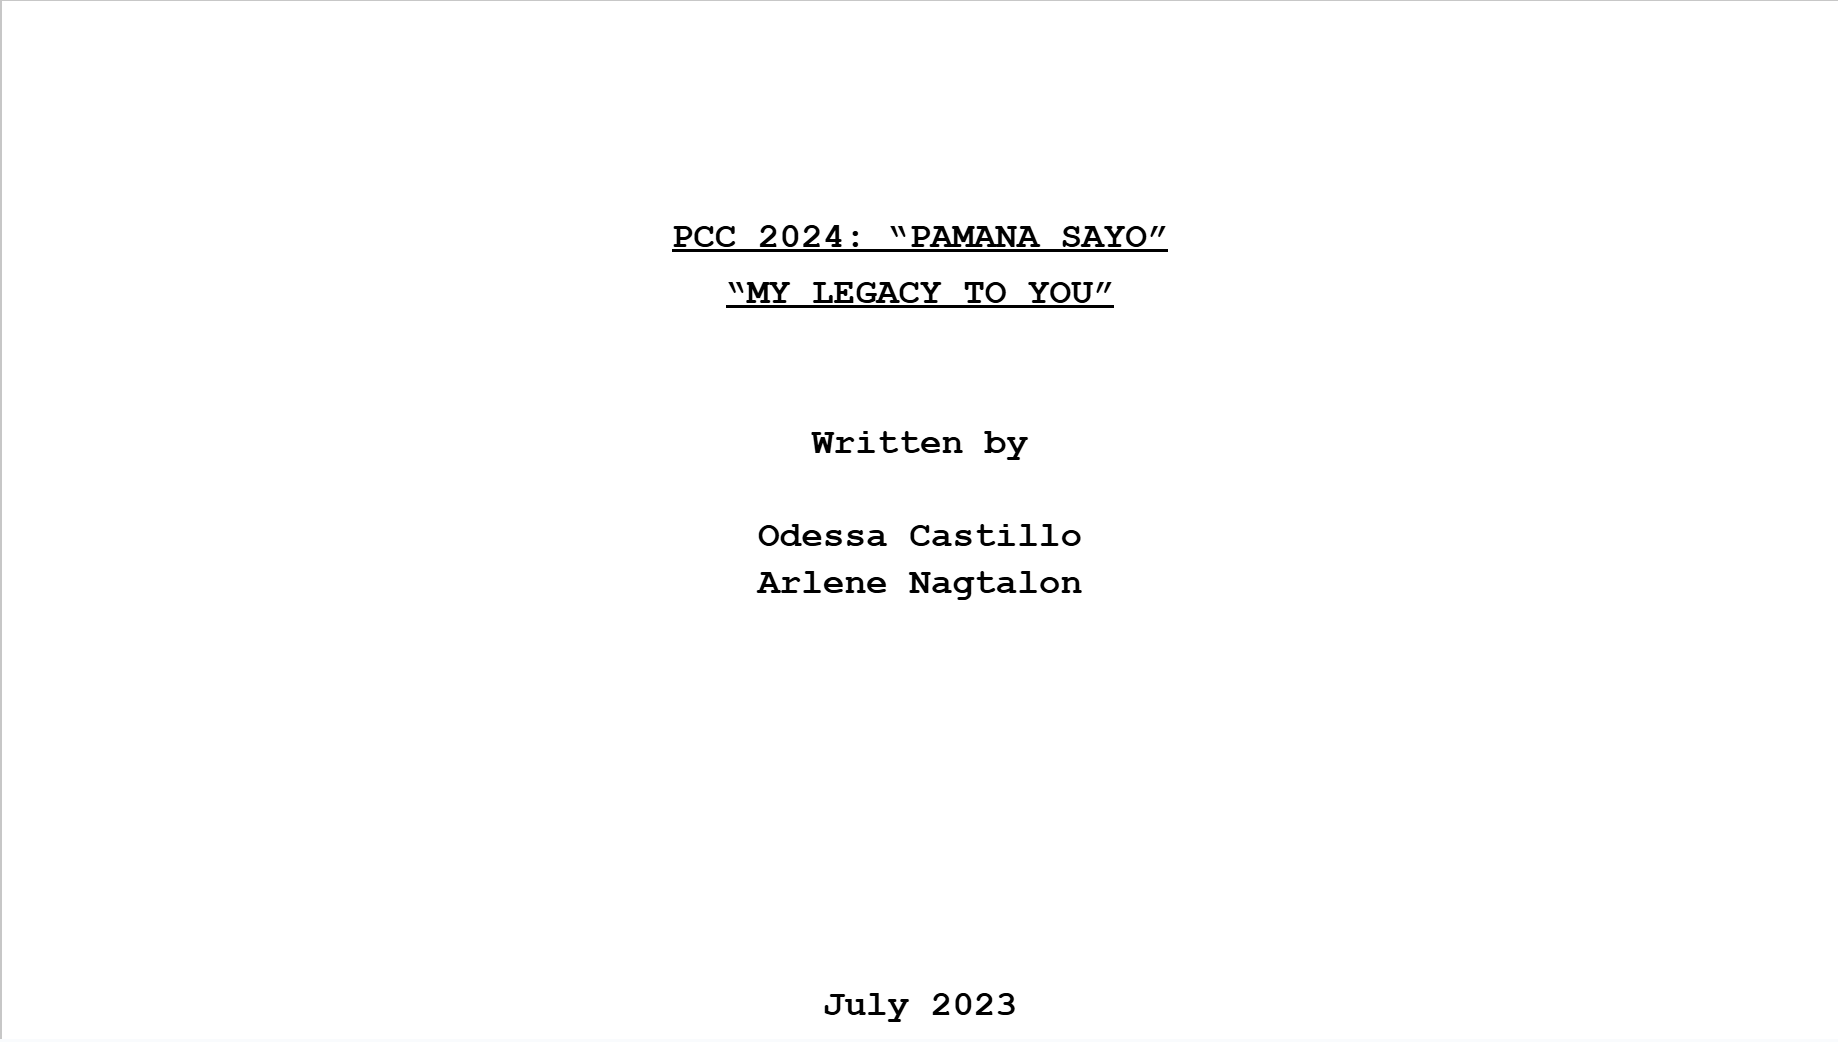 PCC 2024: “PAMANA SAYO”
“MY LEGACY TO YOU”
Written by
Odessa Castillo
Arlene Nagtalon
July 2023